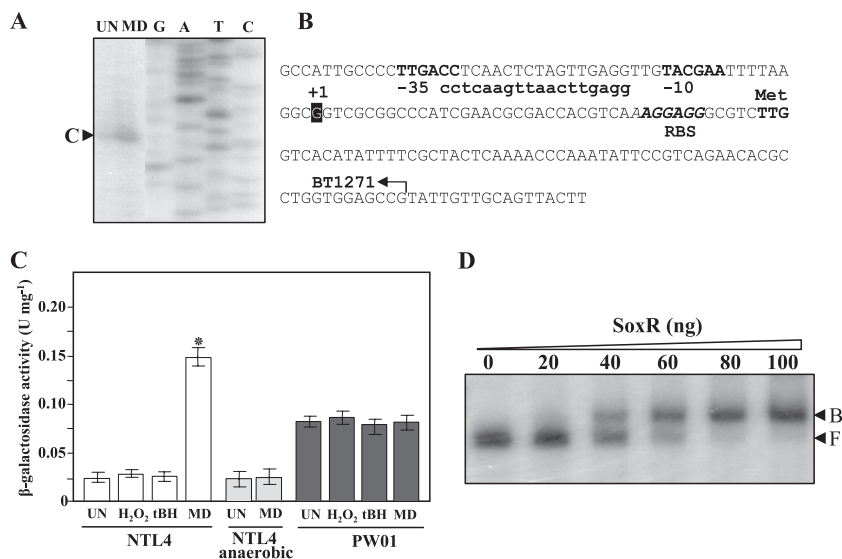 A
UN MD G A T C
C
B
GCCATTGCCCCTTGACCTCAACTCTAGTTGAGGTTGTACGAATTTTAA
-35 cctcaagttaacttgagg -10
+1 Met
GGCGGTCGCGGCCCATCGAACGCGACCGTCAAAGGAGGGCGTCTTG
RBS
GTCACATATTTTCGCTACTCAAAACCCAAACGTATTCCGTCAGAACACGC
BT1271
CTGGTGGAGCCGTATTGTTGCAGTTACTT
C
β-galactosidase activity (U mg⁻¹)
0.20
0.15
0.10
0.05
0
*
UN H₂O₂ tBH MD UN MD UN H₂O₂ tBH MD
NTL4 NTL4 anaerobic PW01
D
SoxR (ng)
0 20 40 60 80 100
B
F